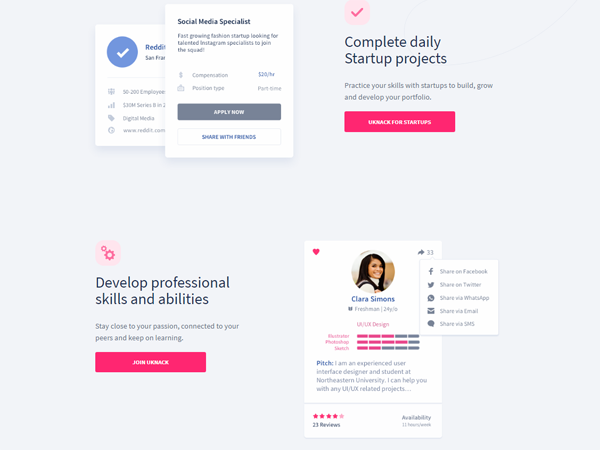 Social Media Specialist
Fast growing fashion startup looking for
talented Instagram specialists to join
the squad!
Compensation
$20/hr
Position type
Part time
APPLY NOW
SHARE WITH FRIENDS
Reddit
San Fran
30-200 Employees
$30M Series B in 2
Digital Media
www.reddit.com
Complete daily
Startup projects
Practice your skills with startups to build, grow
and develop your portfolio.
UKNACK FOR STARTUPS
Develop professional
skills and abilities
Stay close to your passion, connected to your
peers and keep on learning.
JOIN UKNACK
33
Clara Simons
Freshman | 24y/o
UI/UX Design
Illustrator
Photoshop
Sketch
Pitch: I am an experienced user
interface designer and student at
Northeastern University. I can help you
with any UI/UX related projects...
23 Reviews
Availability
11 hours/week
Share on Facebook
Share on Twitter
Share via WhatsApp
Share via Email
Share via SMS